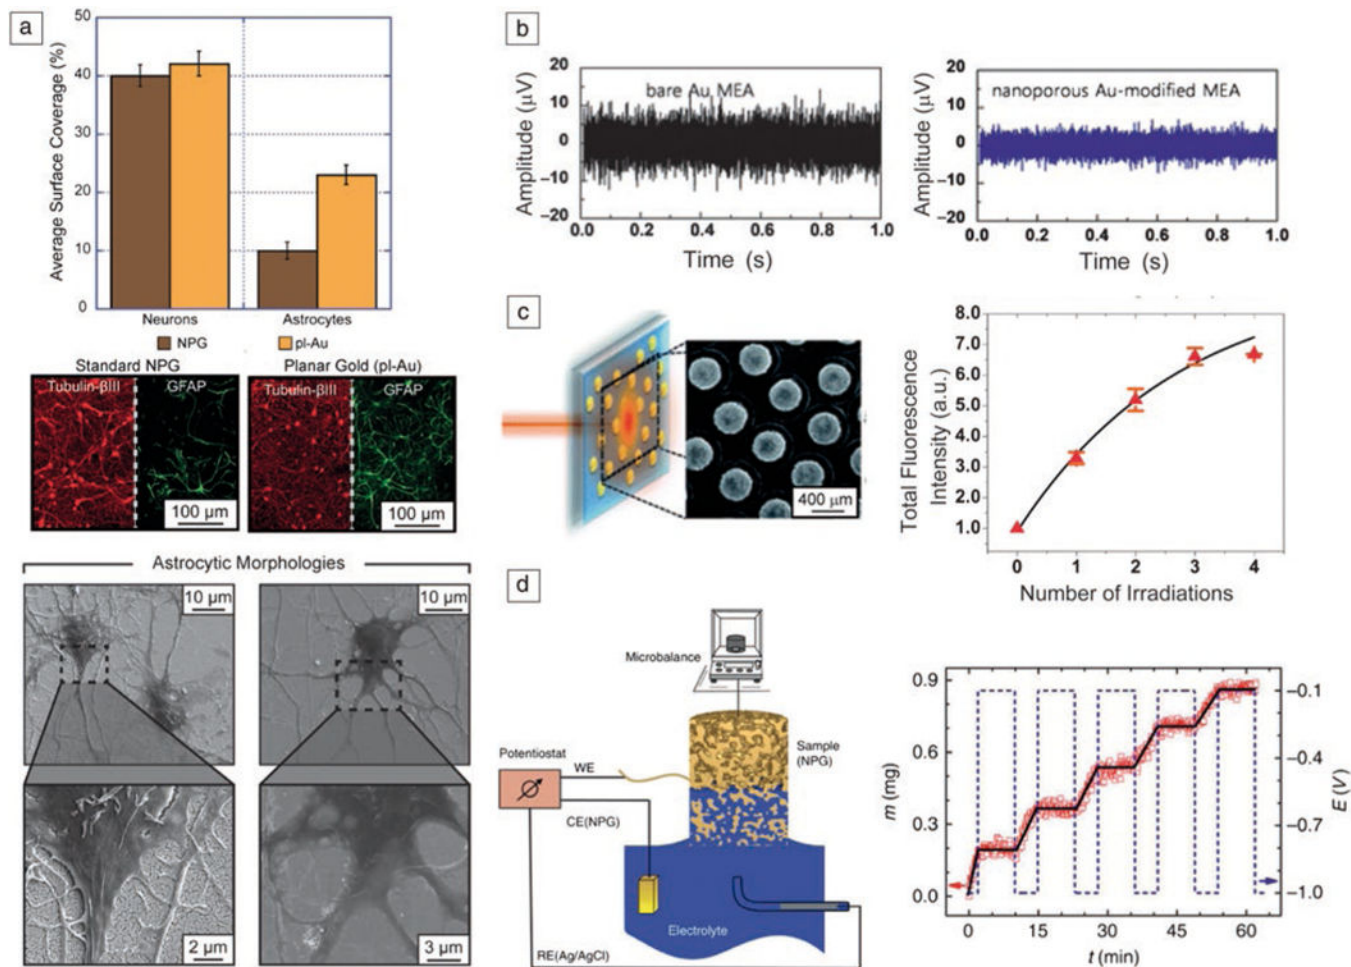 a
50
40
30
20
10
0
Average Surface Coverage (%)
Neurons
Astrocytes
NPG
pl-Au
Standard NPG
Planar Gold (pl-Au)
Tubulin-βIII
GFAP
Tubulin-βIII
GFAP
100 μm
100 μm
Astrocytic Morphologies
10 μm
10 μm
2 μm
3 μm
b
20
10
0
−10
−20
Amplitude (μV)
bare Au MEA
0.0 0.2 0.4 0.6 0.8 1.0
Time (s)
20
10
0
−10
−20
Amplitude (μV)
nanoporous Au-modified MEA
0.0 0.2 0.4 0.6 0.8 1.0
Time (s)
c
400 μm
8.0
7.0
6.0
5.0
4.0
3.0
2.0
1.0
Total Fluorescence
Intensity (a.u.)
0 1 2 3 4
Number of Irradiations
d
Microbalance
Potentiostat
WE
Sample
(NPG)
CE(NPG)
Electrolyte
RE(Ag/AgCl)
0.9
0.6
0.3
0.0
m (mg)
−0.1
−0.4
−0.7
−1.0
E (V)
0 15 30 45 60
t (min)